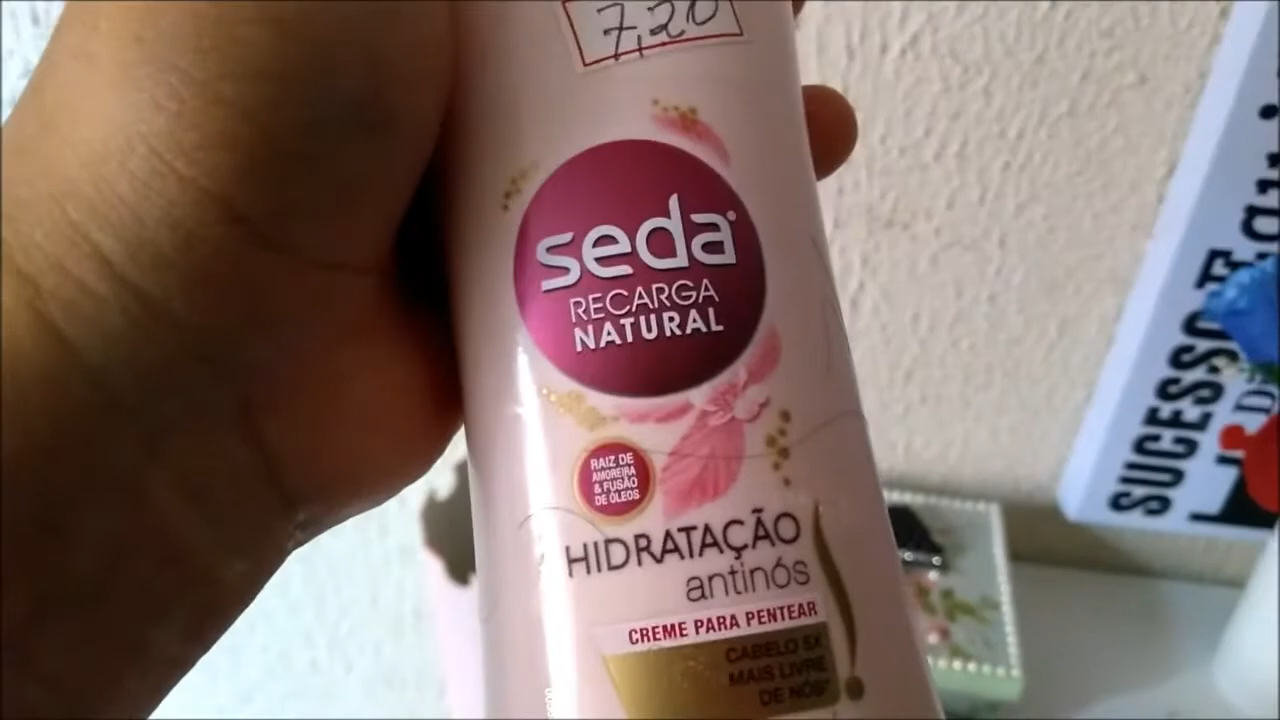 7,20
seda
RECARGA
NATURAL
RAIZ DE
AMOREIRA
& FUSÃO
DE ÓLEOS
HIDRATAÇÃO
antinós
CREME PARA PENTEAR
CABELO 5X
MAIS LIVRE
DE NÓS*
SUCESSO